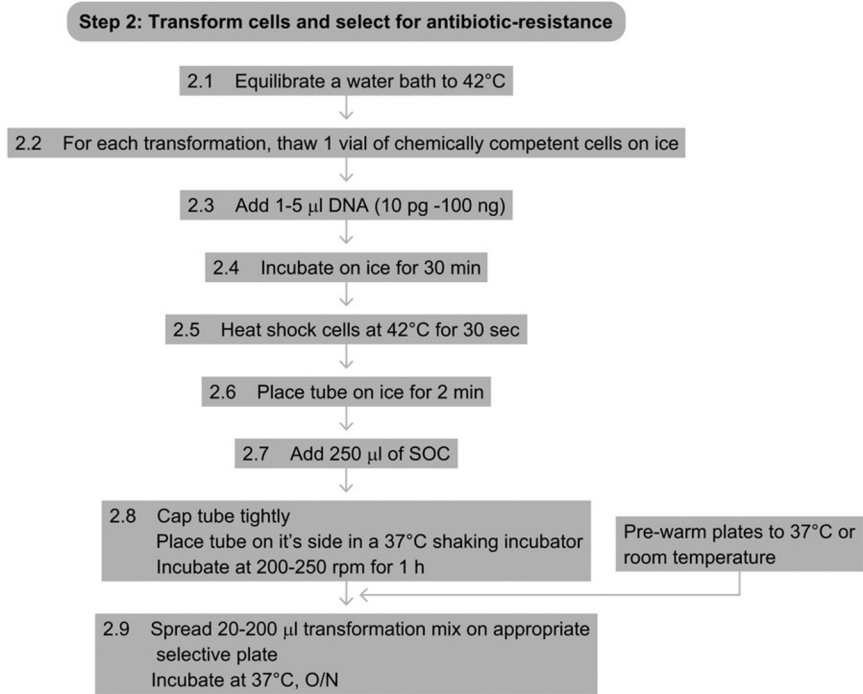 Step 2: Transform cells and select for antibiotic-resistance
2.1 Equilibrate a water bath to 42°C
2.2 For each transformation, thaw 1 vial of chemically competent cells on ice
2.3 Add 1-5 µl DNA (10 pg -100 ng)
2.4 Incubate on ice for 30 min
2.5 Heat shock cells at 42°C for 30 sec
2.6 Place tube on ice for 2 min
2.7 Add 250 µl of SOC
2.8 Cap tube tightly
Place tube on it's side in a 37°C shaking incubator
Incubate at 200-250 rpm for 1 h
Pre-warm plates to 37°C or
room temperature
2.9 Spread 20-200 µl transformation mix on appropriate
selective plate
Incubate at 37°C, O/N